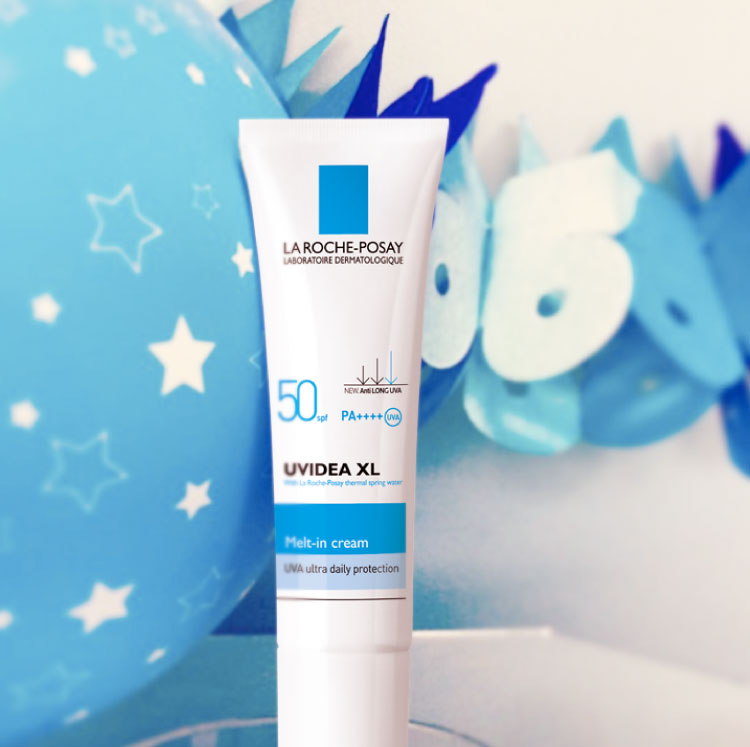 LA ROCHE-POSAY
LABORATOIRE DERMATOLOGIQUE
50 spf
NEW Anti LONG UVA
PA++++ UVA
UVIDEA XL
With La Roche-Posay thermal spring water
Melt-in cream
UVA ultra daily protection